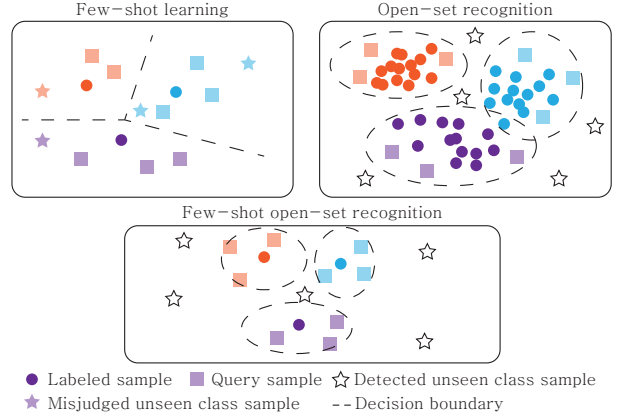 Few-shot learning
Open-set recognition
Few-shot open-set recognition
Labeled sample
Query sample
Detected unseen class sample
Misjudged unseen class sample
Decision boundary